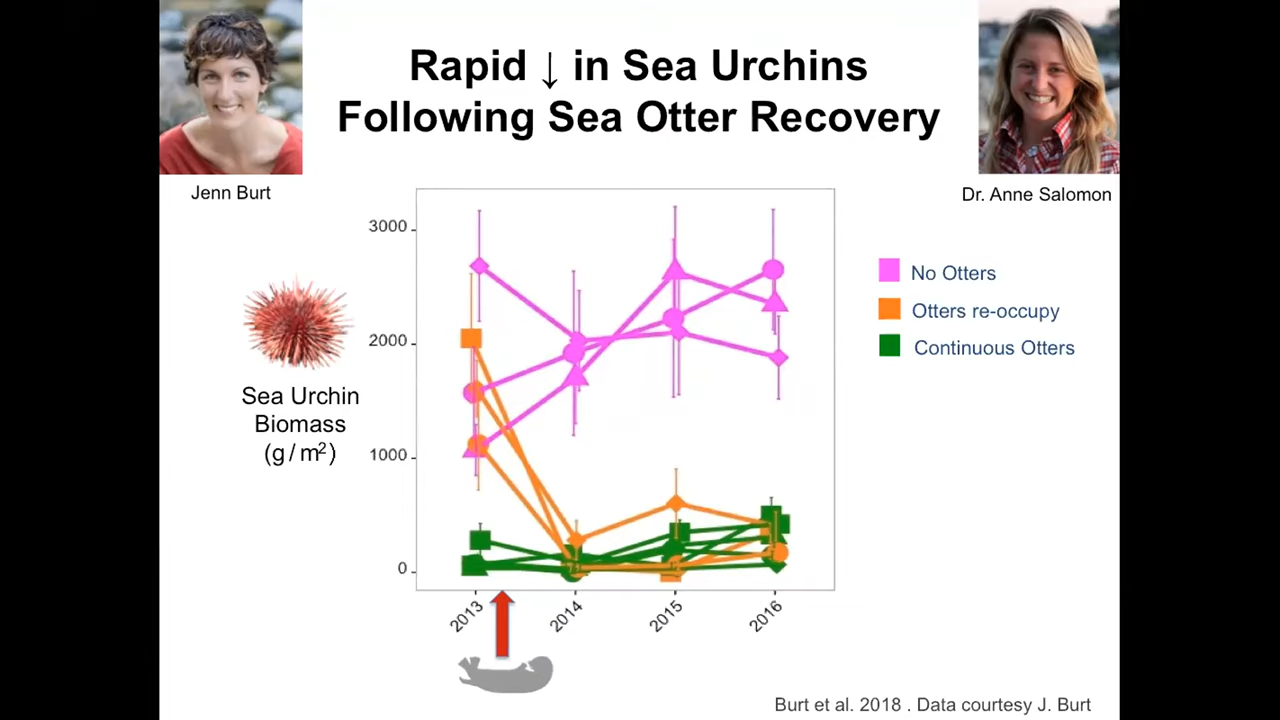 Rapid ↓ in Sea Urchins
Following Sea Otter Recovery
Jenn Burt
Dr. Anne Salomon
3000
2000
1000
0
Sea Urchin
Biomass
(g/m²)
No Otters
Otters re-occupy
Continuous Otters
2013
2014
2015
2016
Burt et al. 2018 . Data courtesy J. Burt